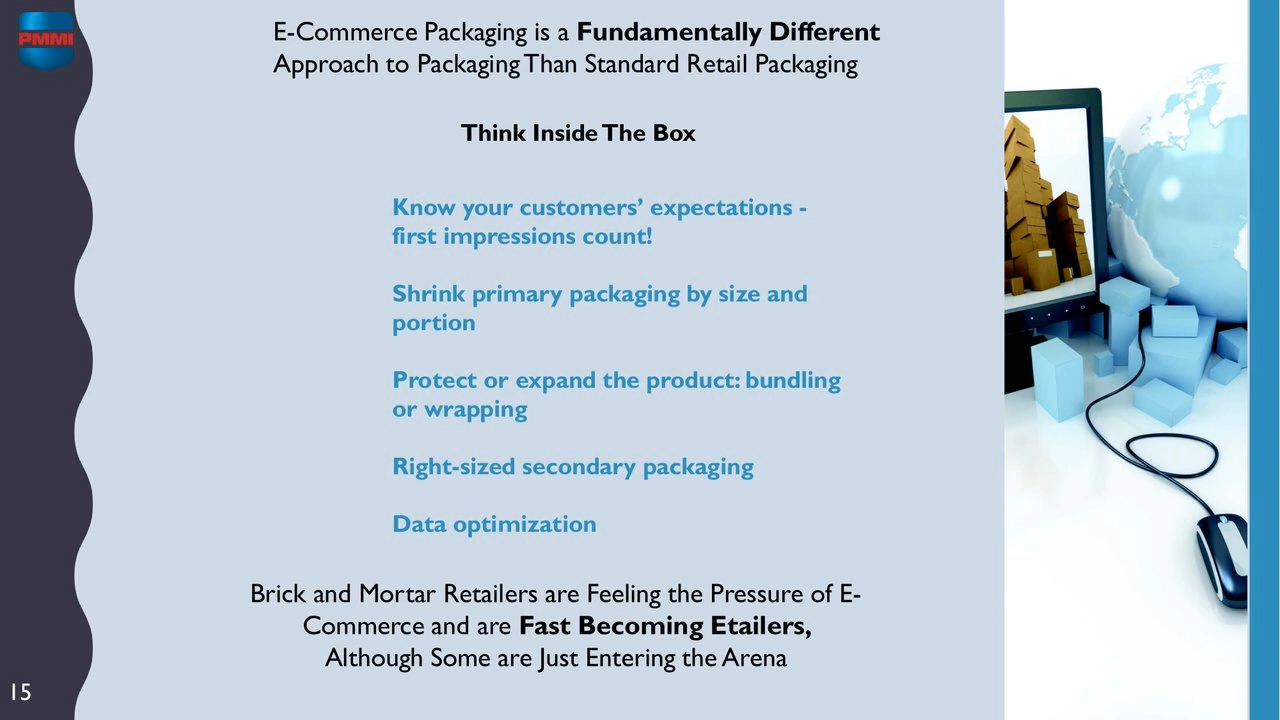 PMMI
E-Commerce Packaging is a Fundamentally Different
Approach to Packaging Than Standard Retail Packaging
Think Inside The Box
Know your customers’ expectations -
first impressions count!
Shrink primary packaging by size and
portion
Protect or expand the product: bundling
or wrapping
Right-sized secondary packaging
Data optimization
Brick and Mortar Retailers are Feeling the Pressure of E-
Commerce and are Fast Becoming Etailers,
Although Some are Just Entering the Arena
15